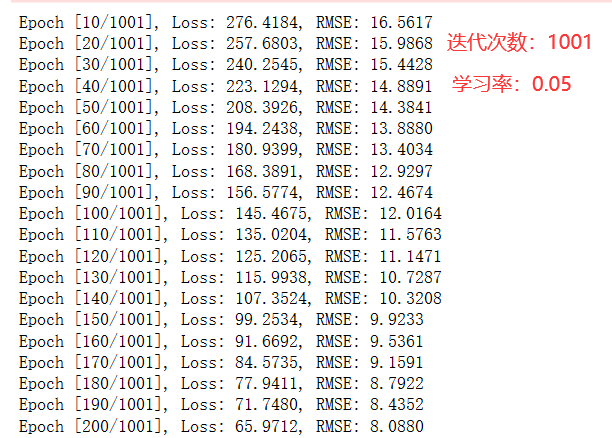 Epoch [10/1001], Loss: 276.4184, RMSE: 16.5617
Epoch [20/1001], Loss: 257.6803, RMSE: 15.9868
迭代次数：1001
Epoch [30/1001], Loss: 240.2545, RMSE: 15.4428
Epoch [40/1001], Loss: 223.1294, RMSE: 14.8891
学习率：0.05
Epoch [50/1001], Loss: 208.3926, RMSE: 14.3841
Epoch [60/1001], Loss: 194.2438, RMSE: 13.8880
Epoch [70/1001], Loss: 180.9399, RMSE: 13.4034
Epoch [80/1001], Loss: 168.3891, RMSE: 12.9297
Epoch [90/1001], Loss: 156.5774, RMSE: 12.4674
Epoch [100/1001], Loss: 145.4675, RMSE: 12.0164
Epoch [110/1001], Loss: 135.0204, RMSE: 11.5763
Epoch [120/1001], Loss: 125.2065, RMSE: 11.1471
Epoch [130/1001], Loss: 115.9938, RMSE: 10.7287
Epoch [140/1001], Loss: 107.3524, RMSE: 10.3208
Epoch [150/1001], Loss: 99.2534, RMSE: 9.9233
Epoch [160/1001], Loss: 91.6692, RMSE: 9.5361
Epoch [170/1001], Loss: 84.5735, RMSE: 9.1591
Epoch [180/1001], Loss: 77.9411, RMSE: 8.7922
Epoch [190/1001], Loss: 71.7480, RMSE: 8.4352
Epoch [200/1001], Loss: 65.9712, RMSE: 8.0880